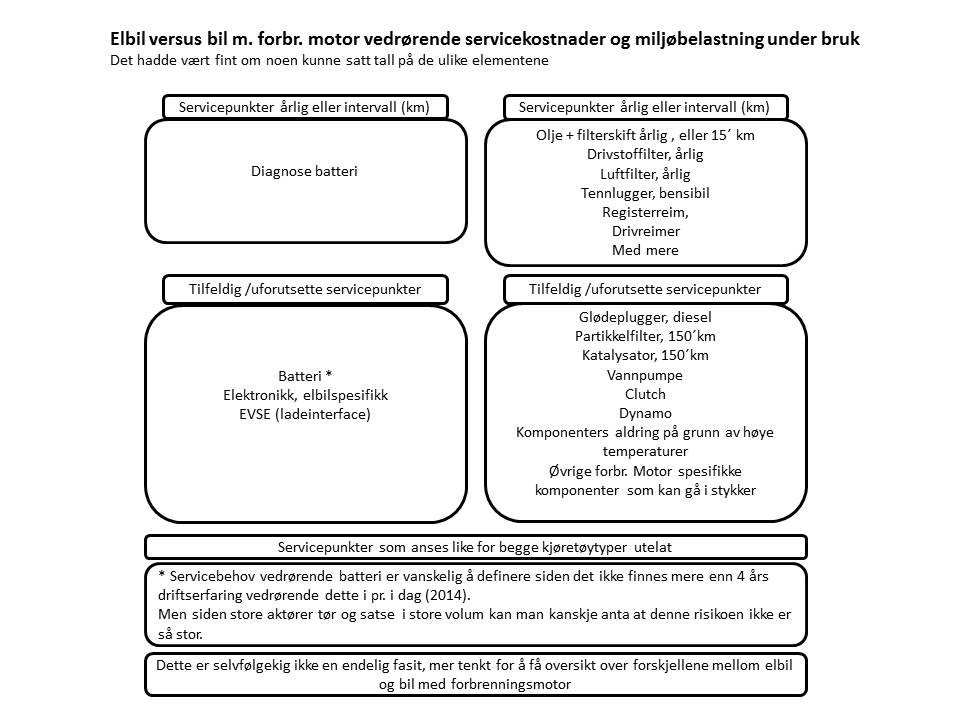 Elbil versus bil m. forbr. motor vedrørende servicekostnader og miljøbelastning under bruk
Det hadde vært fint om noen kunne satt tall på de ulike elementene
Servicepunkter årlig eller intervall (km)
Diagnose batteri
Servicepunkter årlig eller intervall (km)
Olje + filterskift årlig , eller 15´ km
Drivstoffilter, årlig
Luftfilter, årlig
Tennlugger, bensibil
Registerreim,
Drivreimer
Med mere
Tilfeldig /uforutsette servicepunkter
Batteri *
Elektronikk, elbilspesifikk
EVSE (ladeinterface)
Tilfeldig /uforutsette servicepunkter
Glødeplugger, diesel
Partikkelfilter, 150´km
Katalysator, 150´km
Vannpumpe
Clutch
Dynamo
Komponenters aldring på grunn av høye
temperaturer
Øvrige forbr. Motor spesifikke
komponenter som kan gå i stykker
Servicepunkter som anses like for begge kjøretøytyper utelat
* Servicebehov vedrørende batteri er vanskelig å definere siden det ikke finnes mere enn 4 års
driftserfaring vedrørende dette i pr. i dag (2014).
Men siden store aktører tør og satse i store volum kan man kanskje anta at denne risikoen ikke er
så stor.
Dette er selvfølgekig ikke en endelig fasit, mer tenkt for å få oversikt over forskjellene mellom elbil
og bil med forbrenningsmotor